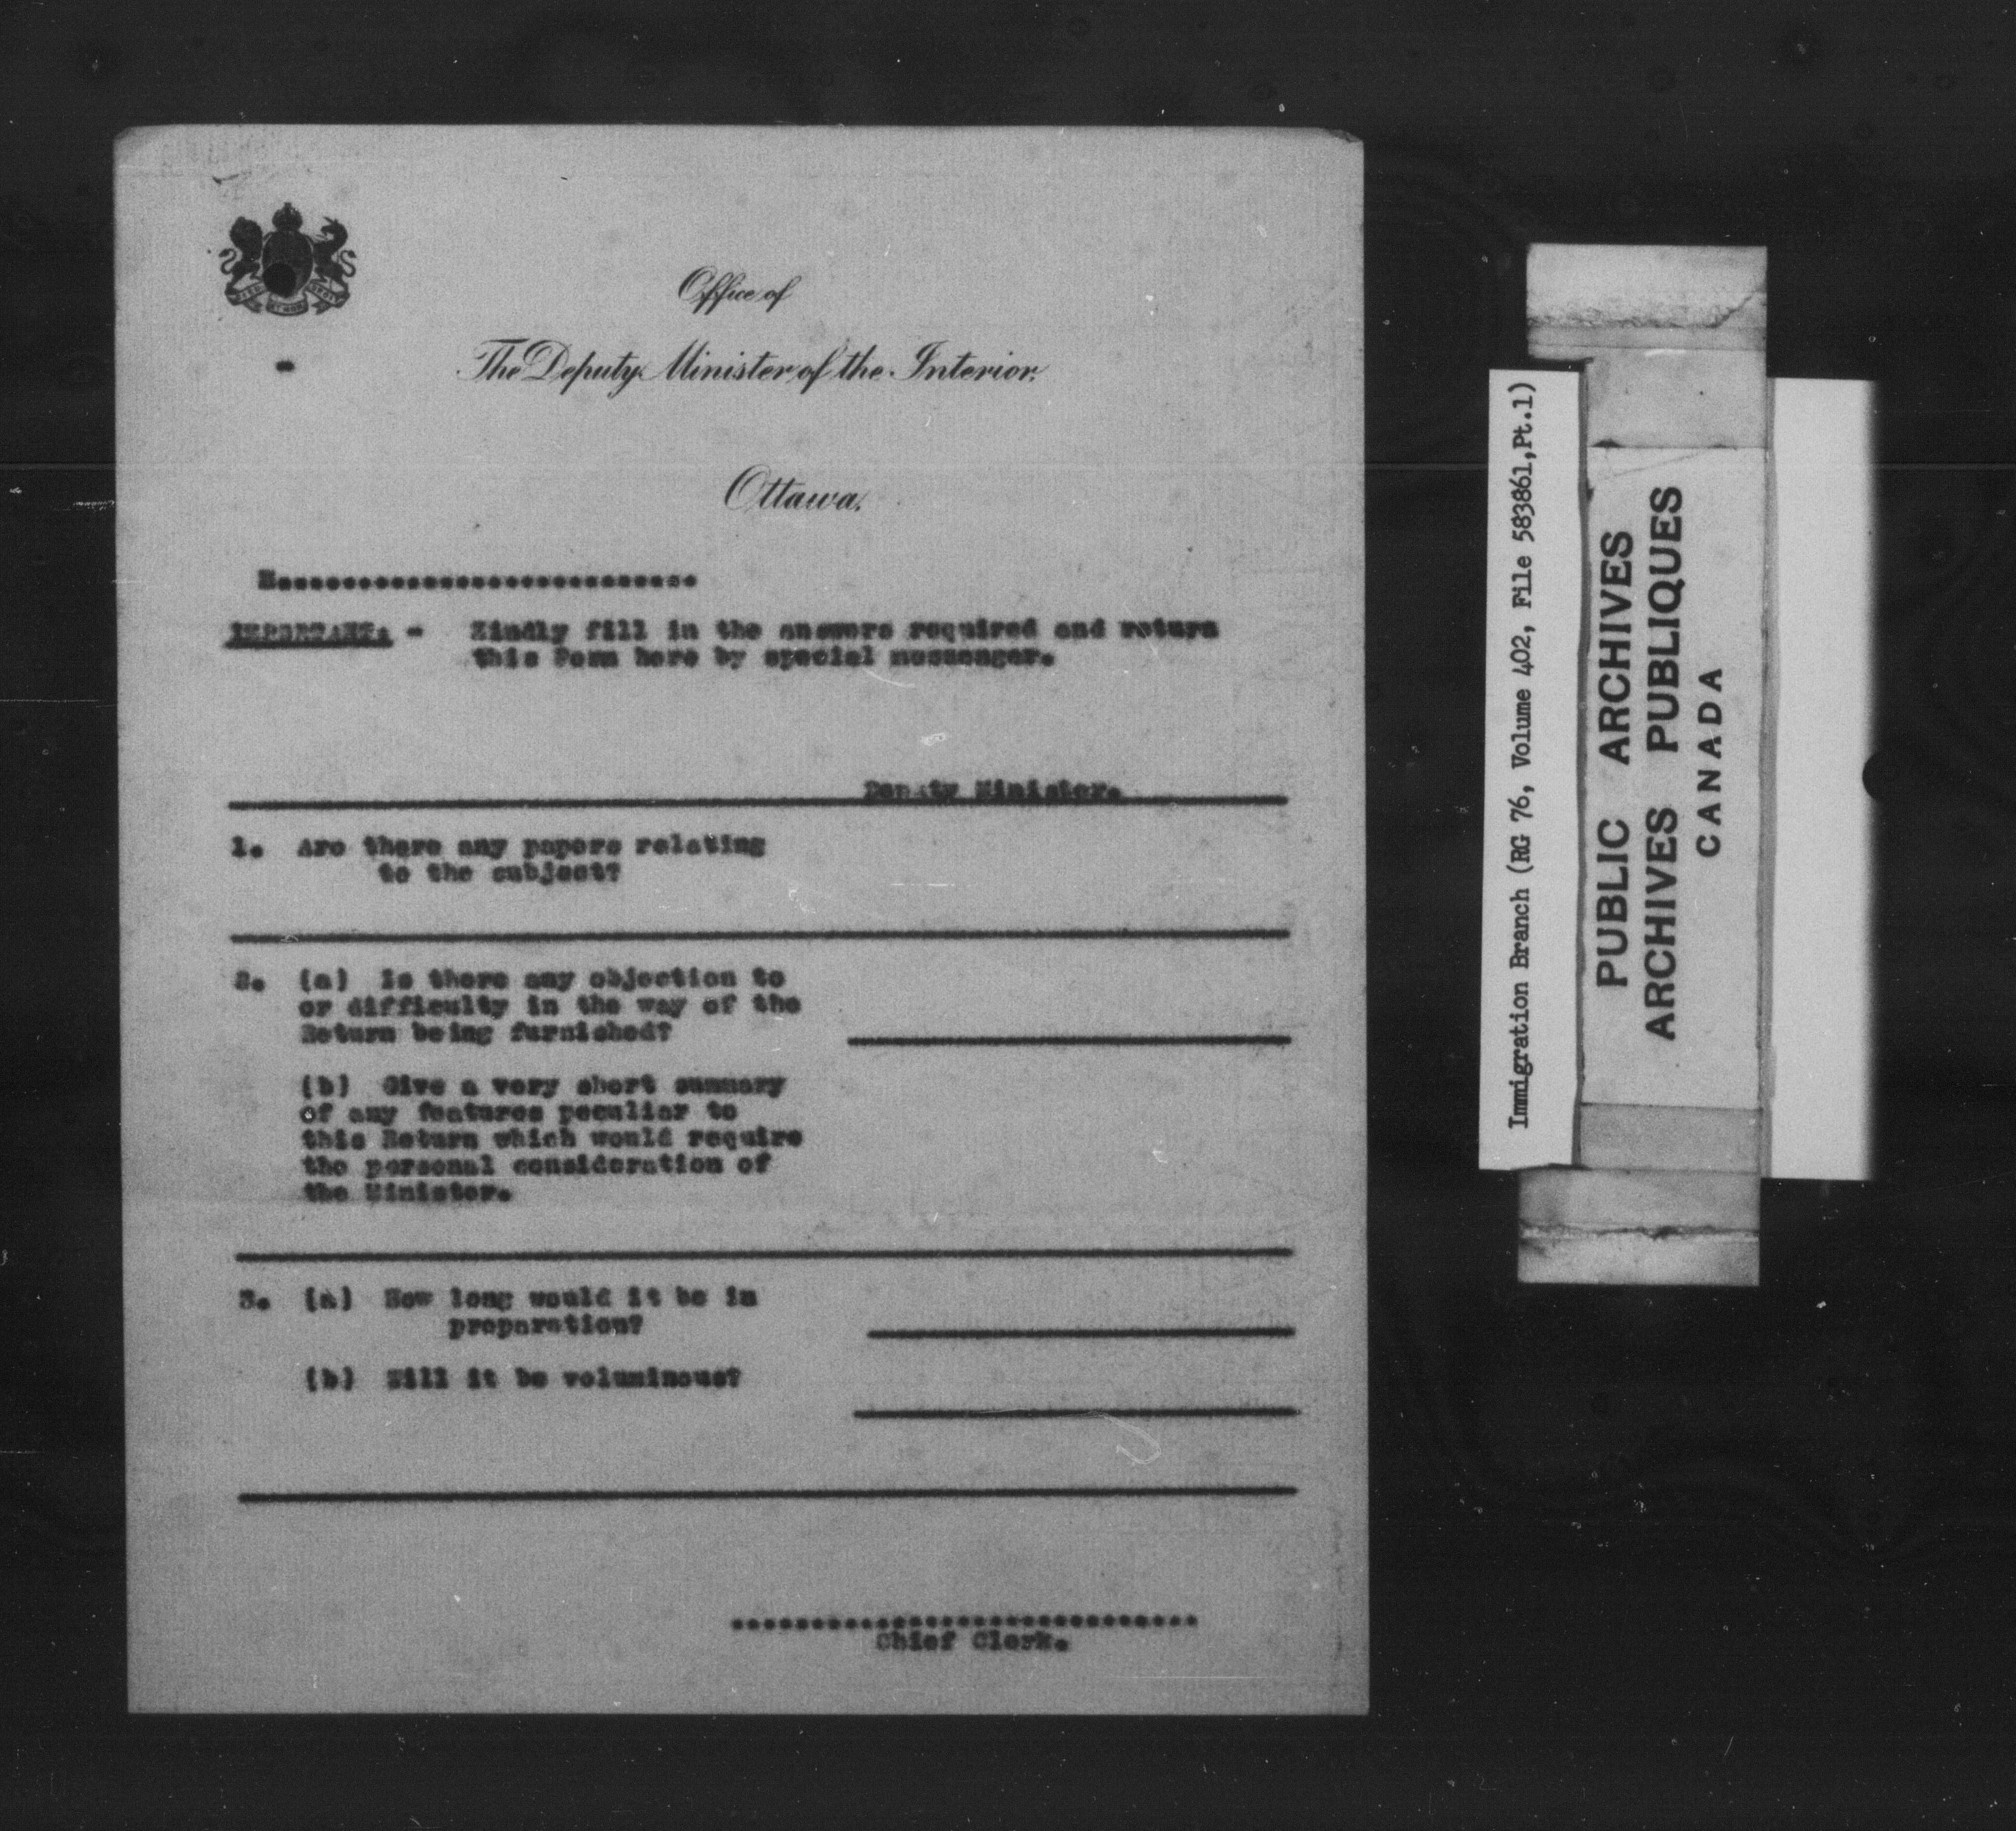 Office of
The Deputy Minister of the Interior.
Ottawa,
M..................................
IMPORTANT. - Kindly fill in the answers required and return
this Form here by special messenger.
Deputy Minister.
1. Are there any papers relating
to the subject?
2. (a) Is there any objection to
or difficulty in the way of the
Return being furnished?
(b) Give a very short summary
of any features peculiar to
this Return which would require
the personal consideration of
the Minister.
3. (a) How long would it be in
preparation?
(b) Will it be voluminous?
..................................
Chief Clerk.
Immigration Branch (RG 76, Volume 402, File 583861,Pt.1)
PUBLIC ARCHIVES
ARCHIVES PUBLIQUES
CANADA